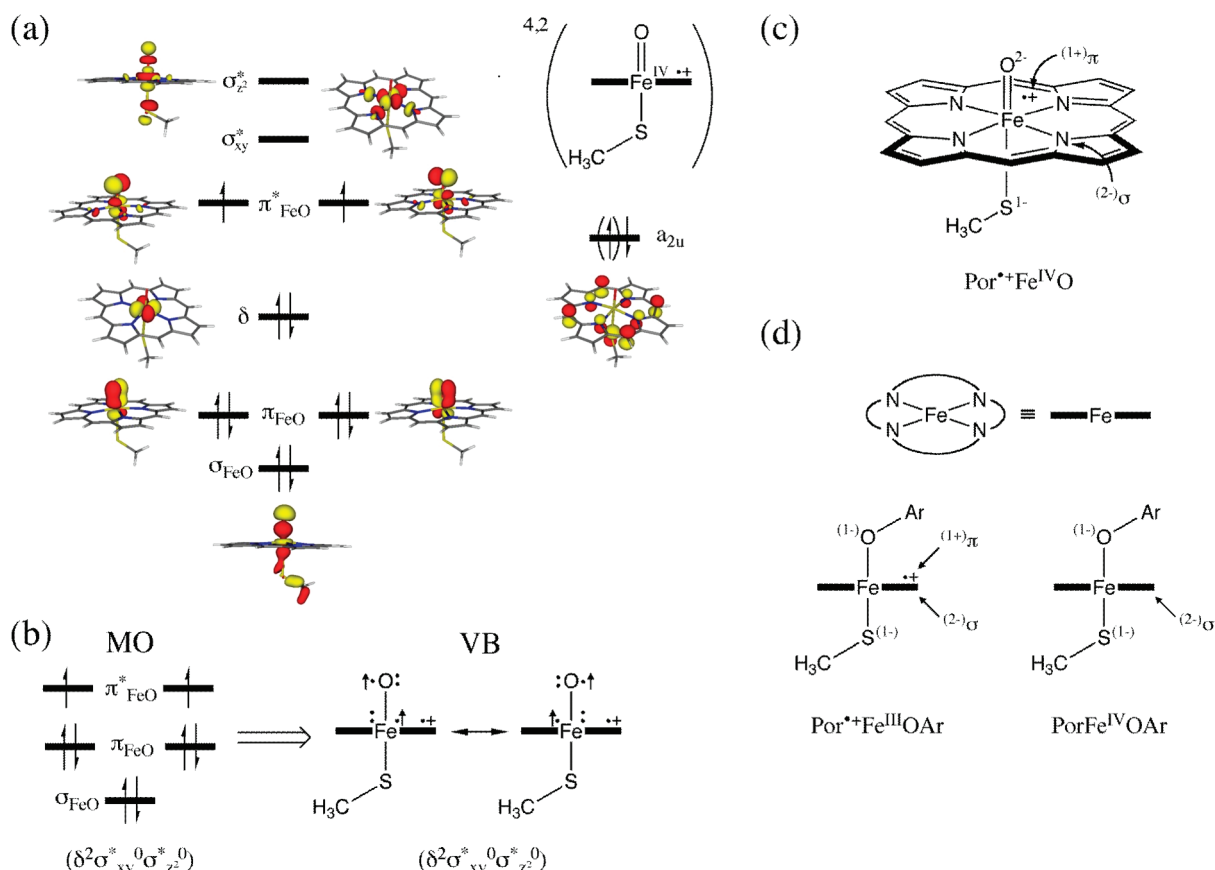 (a)
σ*z²
σ*xy
π*FeO
δ
πFeO
σFeO
4,2
O
IV •+
Fe
S
H₃C
a₂ᵤ
(b)
MO
VB
π*FeO
πFeO
σFeO
(δ²σ*xy⁰σ*z²⁰)
O
Fe •+
S
H₃C
O
Fe •+
S
H₃C
(δ²σ*xy⁰σ*z²⁰)
(c)
O²⁻
(1+)π
•+
N N
Fe
N N
(2-)σ
S¹⁻
H₃C
Por•+FeᴵⱽO
(d)
N N
Fe ≡ Fe
N N
Ar
(1-)O
(1+)π
•+
Fe
(2-)σ
S(1-)
H₃C
Por•+FeᴵᴵᴵOAr
Ar
(1-)O
Fe
(2-)σ
S(1-)
H₃C
PorFeᴵⱽOAr